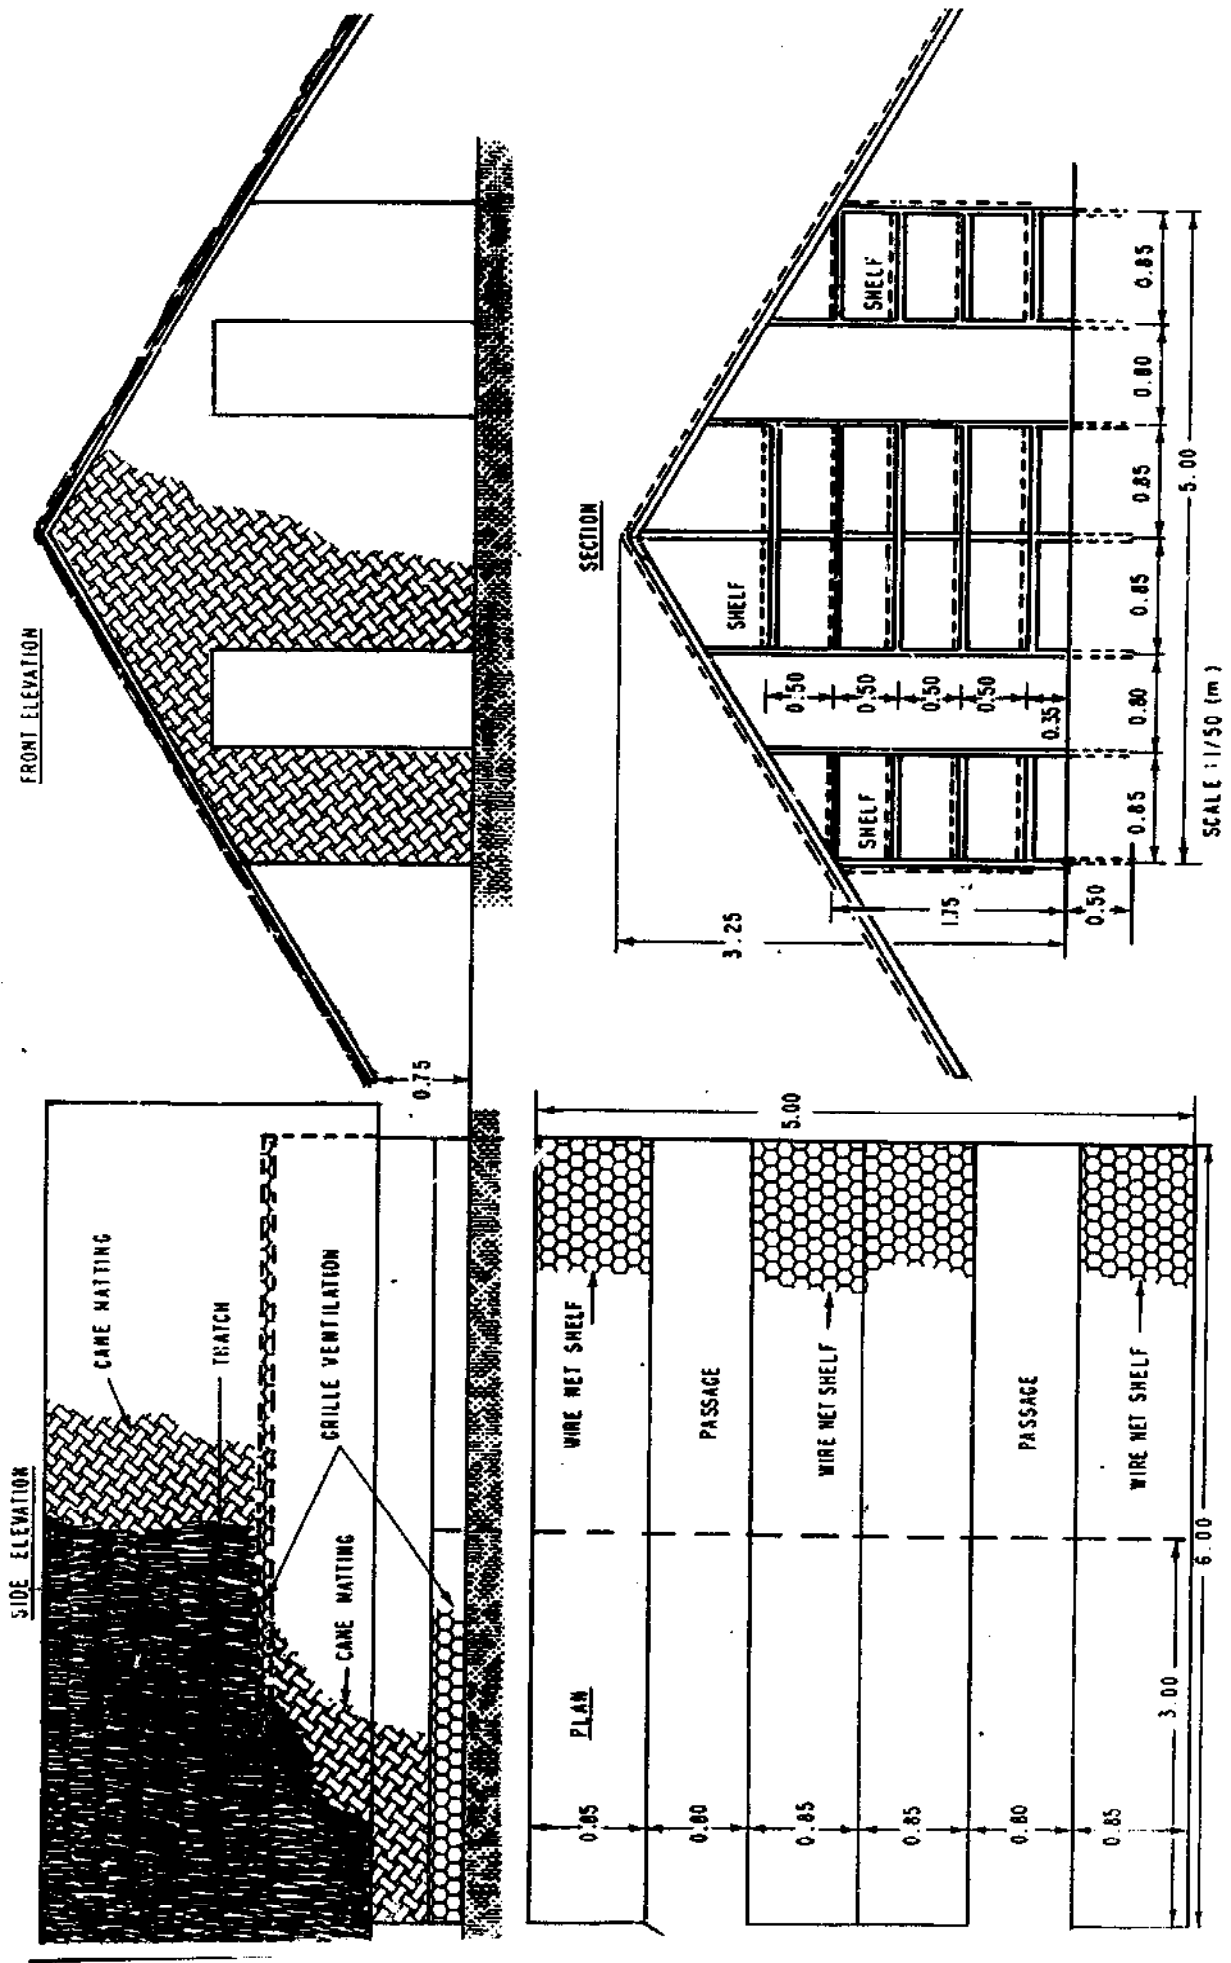 SIDE ELEVATION
CANE MATTING
THATCH
GRILLE VENTILATION
CANE MATTING
FRONT ELEVATION
0.75
PLAN
WIRE NET SHELF
PASSAGE
WIRE NET SHELF
PASSAGE
WIRE NET SHELF
0.85
0.80
0.85
0.85
0.80
0.85
5.00
3.00
6.00
SECTION
SHELF
SHELF
SHELF
3.25
1.75
0.50
0.50
0.50
0.50
0.50
0.35
0.85
0.80
0.85
0.85
0.80
0.85
5.00
SCALE : 1/50 (m)